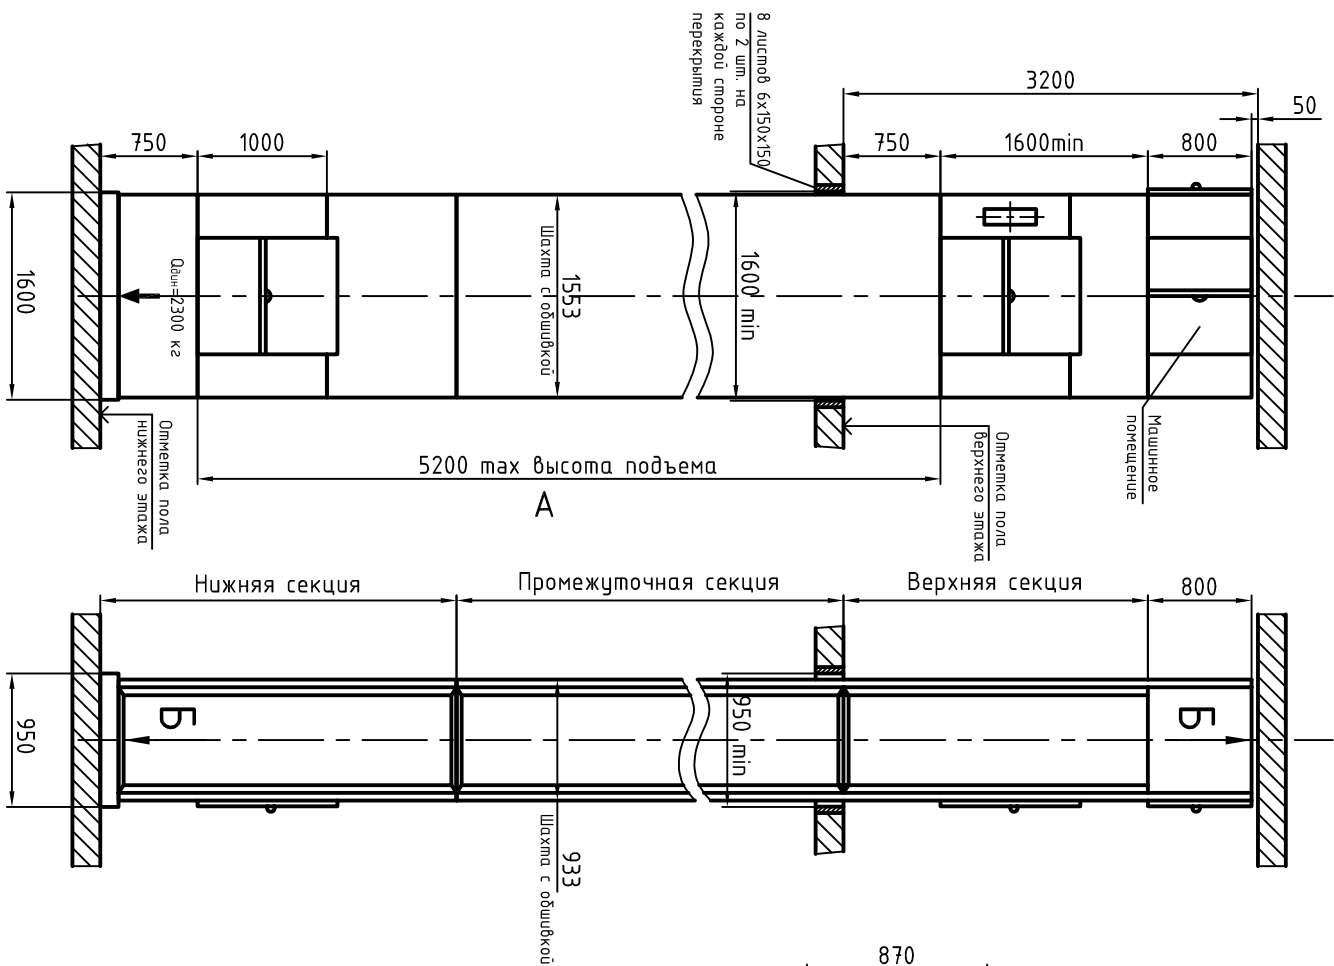 8 листов 6х150х150
по 2 шт. на
каждой стороне
перекрытия
3200
50
750
1000
750
1600min
800
1600
Qдин=2300 кг
1553
Шахта с обшивкой
1600 min
Машинное
помещение
Отметка пола
нижнего этажа
5200 max высота подъема
Отметка пола
верхнего этажа
А
Нижняя секция
Промежуточная секция
Верхняя секция
800
950
Б
950 min
Б
933
Шахта с обшивкой
870